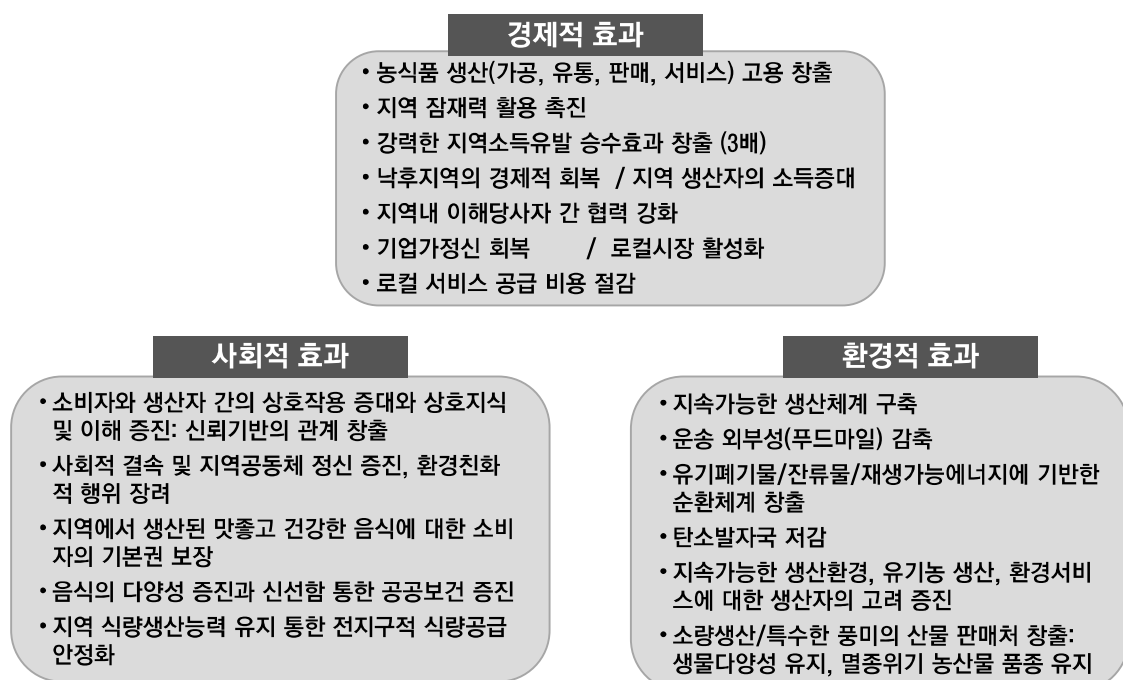 경제적 효과
• 농식품 생산(가공, 유통, 판매, 서비스) 고용 창출
• 지역 잠재력 활용 촉진
• 강력한 지역소득유발 승수효과 창출 (3배)
• 낙후지역의 경제적 회복 / 지역 생산자의 소득증대
• 지역내 이해당사자 간 협력 강화
• 기업가정신 회복 / 로컬시장 활성화
• 로컬 서비스 공급 비용 절감
사회적 효과
• 소비자와 생산자 간의 상호작용 증대와 상호지식
및 이해 증진: 신뢰기반의 관계 창출
• 사회적 결속 및 지역공동체 정신 증진, 환경친화
적 행위 장려
• 지역에서 생산된 맛좋고 건강한 음식에 대한 소비
자의 기본권 보장
• 음식의 다양성 증진과 신선함 통한 공공보건 증진
• 지역 식량생산능력 유지 통한 전지구적 식량공급
안정화
환경적 효과
• 지속가능한 생산체계 구축
• 운송 외부성(푸드마일) 감축
• 유기폐기물/잔류물/재생가능에너지에 기반한
순환체계 창출
• 탄소발자국 저감
• 지속가능한 생산환경, 유기농 생산, 환경서비
스에 대한 생산자의 고려 증진
• 소량생산/특수한 풍미의 산물 판매처 창출:
생물다양성 유지, 멸종위기 농산물 품종 유지